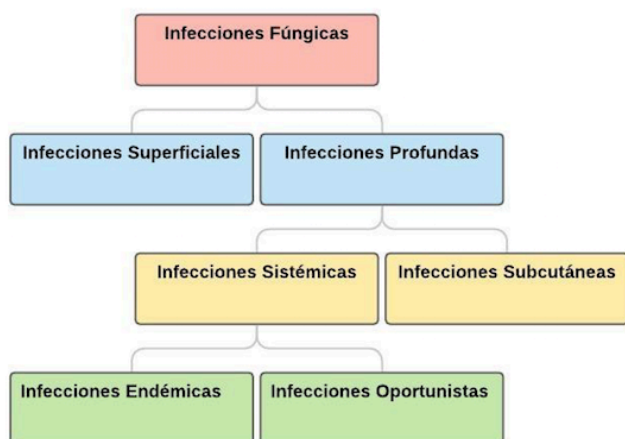 Infecciones Fúngicas
Infecciones Superficiales
Infecciones Profundas
Infecciones Sistémicas
Infecciones Subcutáneas
Infecciones Endémicas
Infecciones Oportunistas